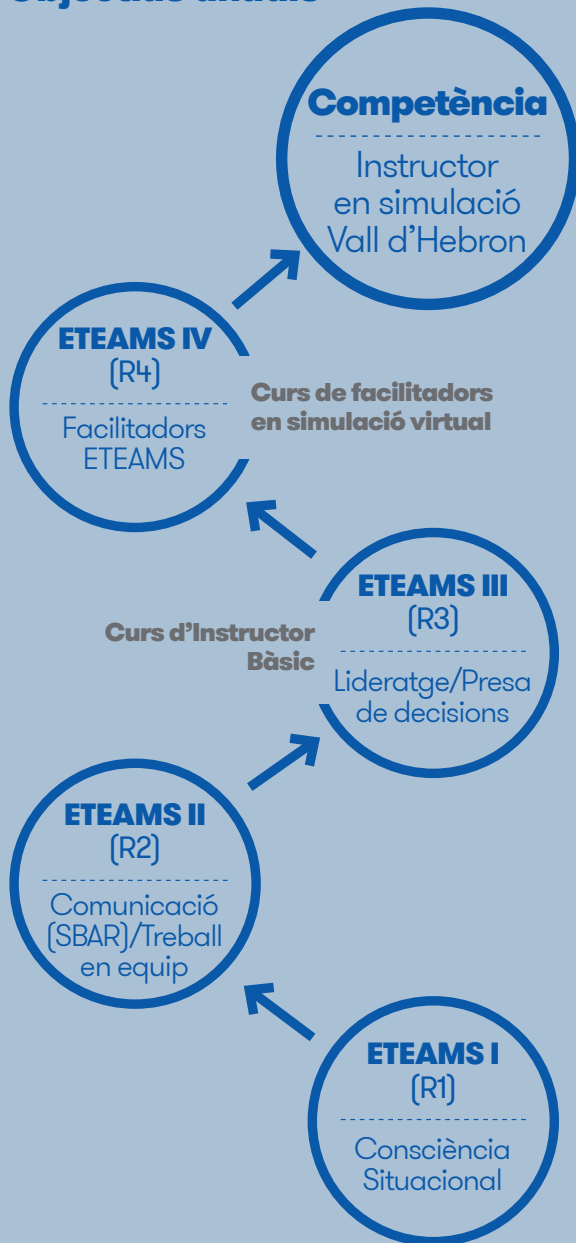 Competència
Instructor
en simulació
Vall d'Hebron
ETEAMS IV
(R4)
Facilitadors
ETEAMS
Curs de facilitadors
en simulació virtual
ETEAMS III
(R3)
Lideratge/Presa
de decisions
Curs d'Instructor
Bàsic
ETEAMS II
(R2)
Comunicació
(SBAR)/Treball
en equip
ETEAMS I
(R1)
Consciència
Situacional